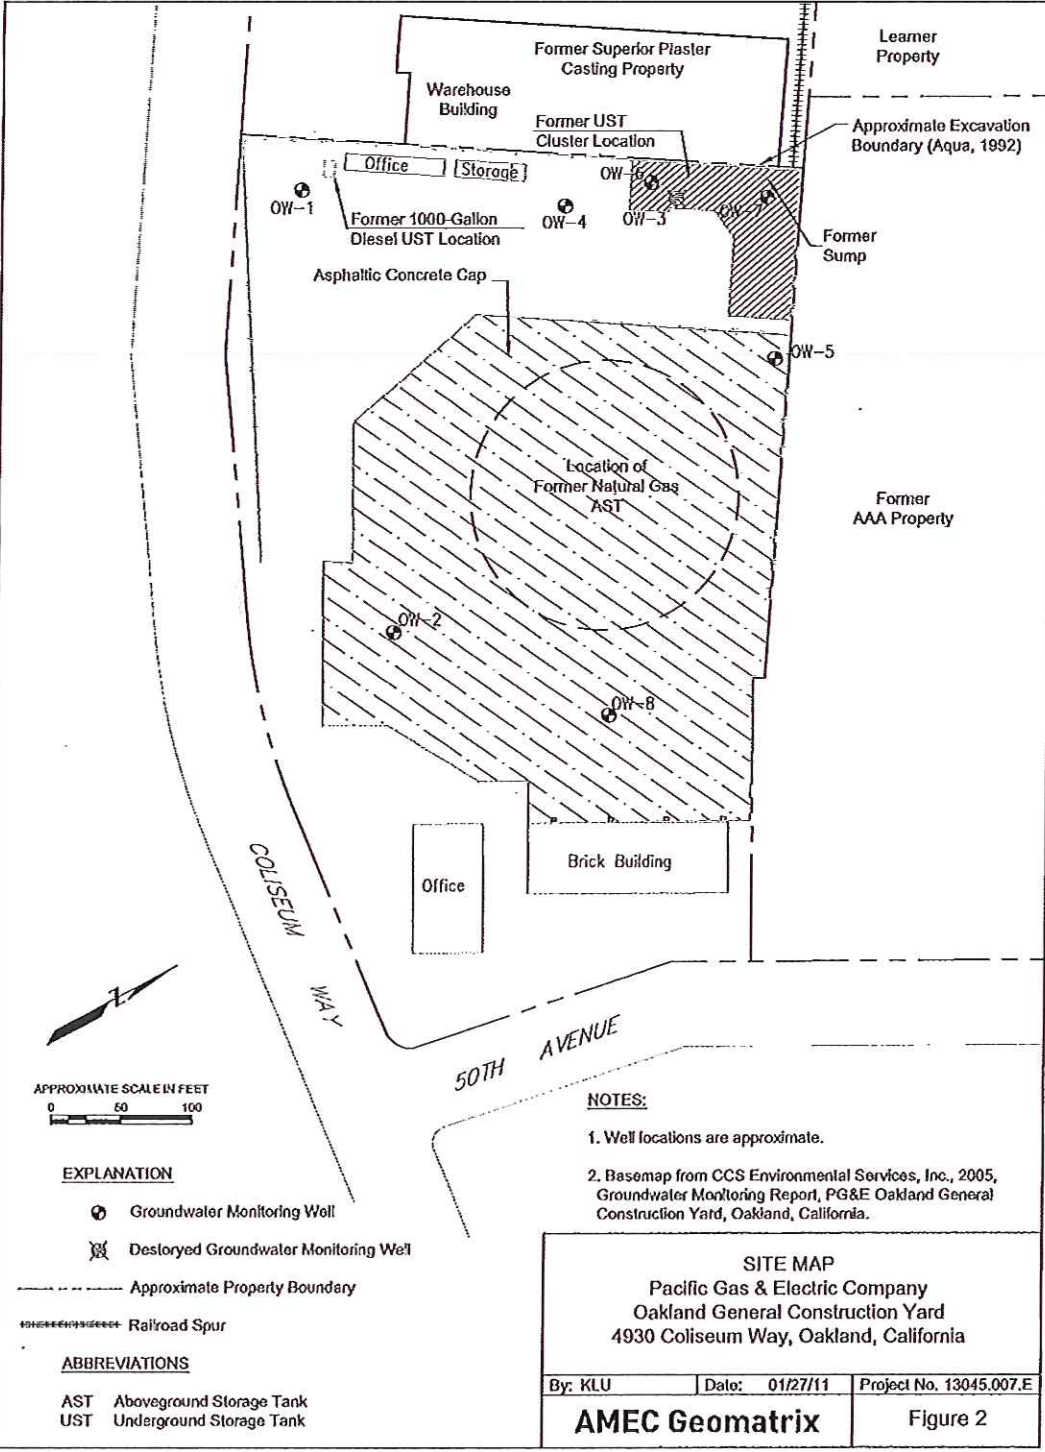 Learner
Property
Former Superior Plaster
Casting Property
Warehouse
Building
Former UST
Cluster Location
Approximate Excavation
Boundary (Aqua, 1992)
Office
Storage
OW-6
OW-1
OW-4
OW-3
OW-7
Former 1000-Gallon
Diesel UST Location
Former
Sump
Asphaltic Concrete Cap
OW-5
Location of
Former Natural Gas
AST
Former
AAA Property
OW-2
OW-8
Brick Building
Office
COLISEUM WAY
50TH AVENUE
Z
APPROXIMATE SCALE IN FEET
0 50 100
EXPLANATION
Groundwater Monitoring Well
Destoryed Groundwater Monitoring Well
Approximate Property Boundary
Railroad Spur
ABBREVIATIONS
AST Aboveground Storage Tank
UST Underground Storage Tank
NOTES:
1. Well locations are approximate.
2. Basemap from CCS Environmental Services, Inc., 2005,
Groundwater Monitoring Report, PG&E Oakland General
Construction Yard, Oakland, California.
SITE MAP
Pacific Gas & Electric Company
Oakland General Construction Yard
4930 Coliseum Way, Oakland, California
By: KLU Date: 01/27/11 Project No. 13045.007.E
AMEC Geomatrix Figure 2